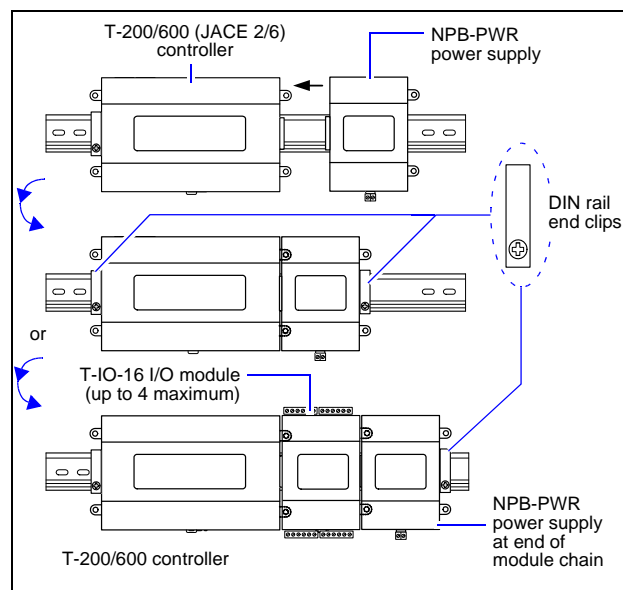 T-200/600 (JACE 2/6)
controller
NPB-PWR
power supply
DIN rail
end clips
or
T-IO-16 I/O module
(up to 4 maximum)
T-200/600 controller
NPB-PWR
power supply
at end of
module chain